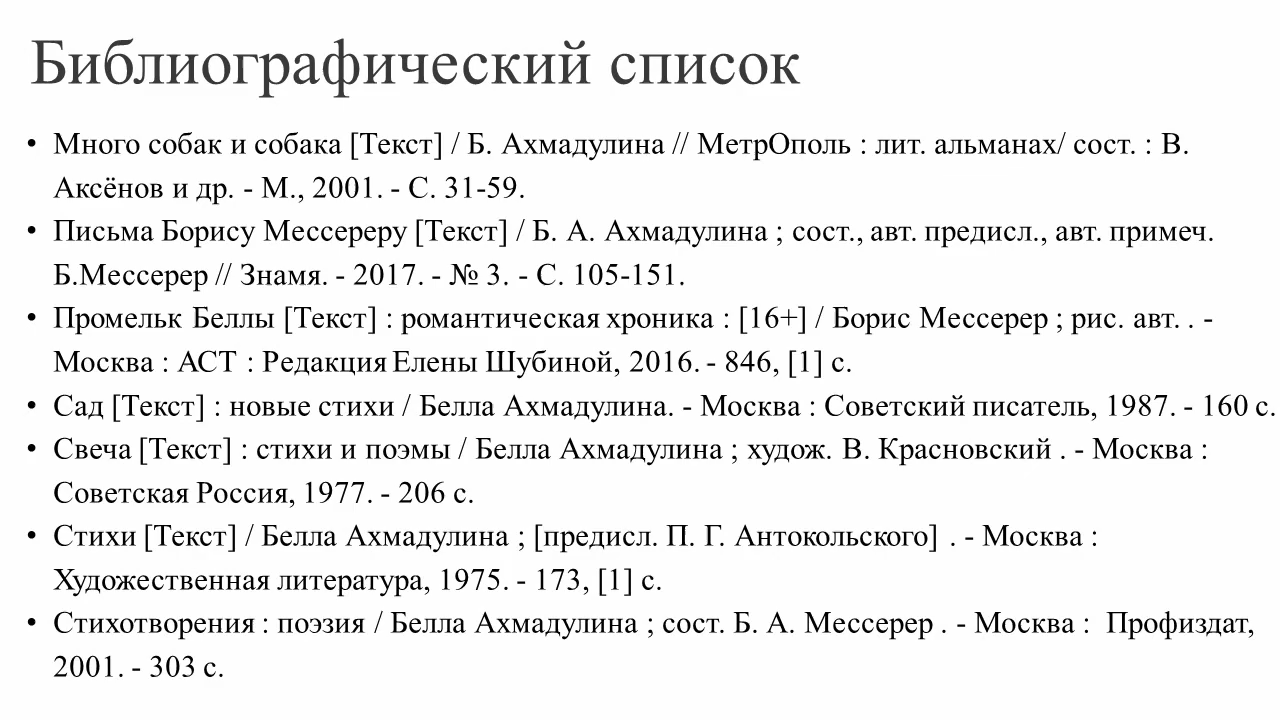 Библиографический список
• Много собак и собака [Текст] / Б. Ахмадулина // МетрОполь : лит. альманах/ сост. : В.
Аксёнов и др. - М., 2001. - С. 31-59.
• Письма Борису Мессереру [Текст] / Б. А. Ахмадулина ; сост., авт. предисл., авт. примеч.
Б.Мессерер // Знамя. - 2017. - № 3. - С. 105-151.
• Промельк Беллы [Текст] : романтическая хроника : [16+] / Борис Мессерер ; рис. авт. . -
Москва : АСТ : Редакция Елены Шубиной, 2016. - 846, [1] с.
• Сад [Текст] : новые стихи / Белла Ахмадулина. - Москва : Советский писатель, 1987. - 160 с.
• Свеча [Текст] : стихи и поэмы / Белла Ахмадулина ; худож. В. Красновский . - Москва :
Советская Россия, 1977. - 206 с.
• Стихи [Текст] / Белла Ахмадулина ; [предисл. П. Г. Антокольского] . - Москва :
Художественная литература, 1975. - 173, [1] с.
• Стихотворения : поэзия / Белла Ахмадулина ; сост. Б. А. Мессерер . - Москва : Профиздат,
2001. - 303 с.